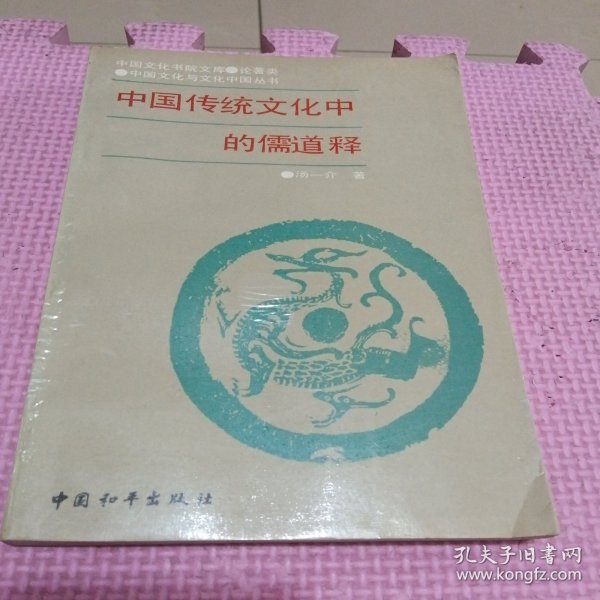 中国文化书院文库●论著类
●中国文化与文化中国丛书
中国传统文化中
的儒道释
●汤一介 著
中国和平出版社
孔夫子旧书网
www.kongfz.com